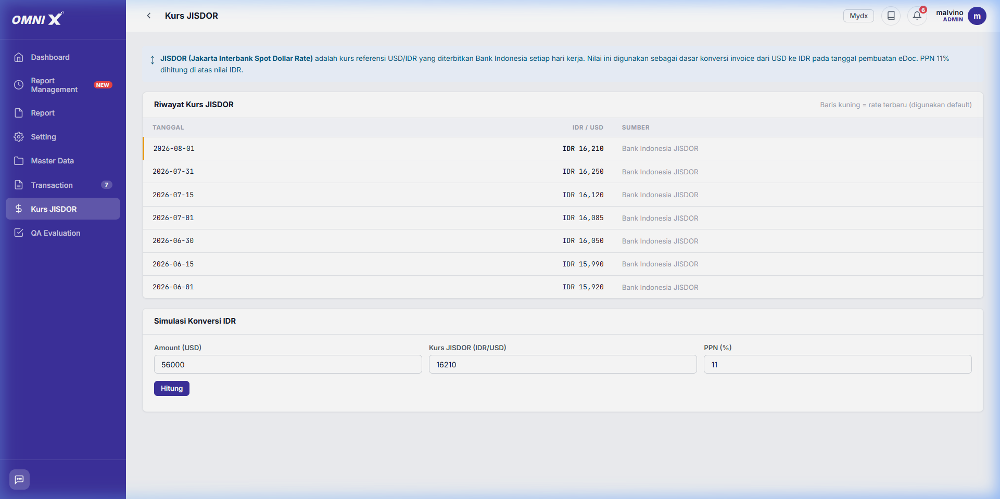 OMNI X
Dashboard
Report Management NEW
Report
Setting
Master Data
Transaction 7
Kurs JISDOR
QA Evaluation
Kurs JISDOR
Mydx
6
malvino
ADMIN
m
JISDOR (Jakarta Interbank Spot Dollar Rate) adalah kurs referensi USD/IDR yang diterbitkan Bank Indonesia setiap hari kerja. Nilai ini digunakan sebagai dasar konversi invoice dari USD ke IDR pada tanggal pembuatan eDoc. PPN 11%
dihitung di atas nilai IDR.
Riwayat Kurs JISDOR
Baris kuning = rate terbaru (digunakan default)
TANGGAL IDR / USD SUMBER
2026-08-01 IDR 16,210 Bank Indonesia JISDOR
2026-07-31 IDR 16,250 Bank Indonesia JISDOR
2026-07-15 IDR 16,120 Bank Indonesia JISDOR
2026-07-01 IDR 16,085 Bank Indonesia JISDOR
2026-06-30 IDR 16,050 Bank Indonesia JISDOR
2026-06-15 IDR 15,990 Bank Indonesia JISDOR
2026-06-01 IDR 15,920 Bank Indonesia JISDOR
Simulasi Konversi IDR
Amount (USD) Kurs JISDOR (IDR/USD) PPN (%)
56000 16210 11
Hitung